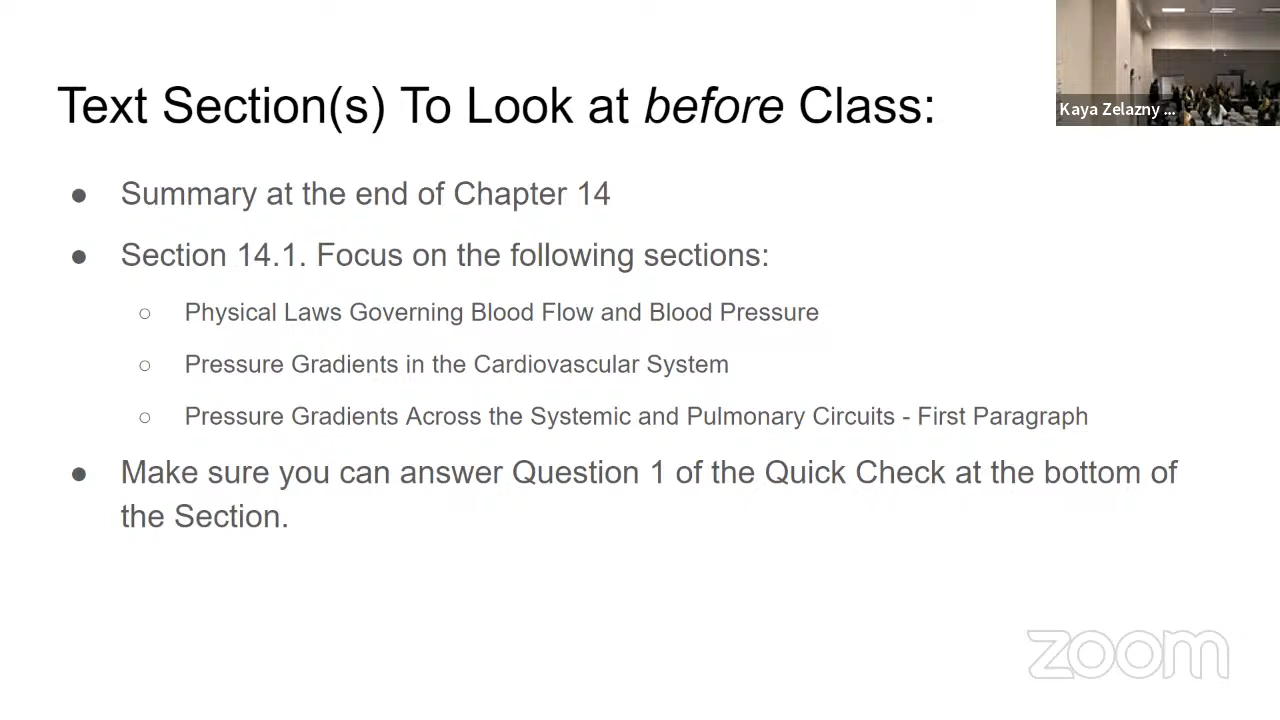 Text Section(s) To Look at before Class:
Kaya Zelazny ...
● Summary at the end of Chapter 14
● Section 14.1. Focus on the following sections:
○ Physical Laws Governing Blood Flow and Blood Pressure
○ Pressure Gradients in the Cardiovascular System
○ Pressure Gradients Across the Systemic and Pulmonary Circuits - First Paragraph
● Make sure you can answer Question 1 of the Quick Check at the bottom of
the Section.
zoom